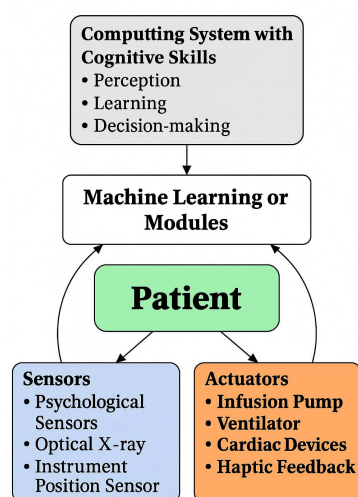 Computing System with
Cognitive Skills
• Perception
• Learning
• Decision-making
Machine Learning or
Modules
Patient
Sensors
• Psychological
Sensors
• Optical X-ray
• Instrument
Position Sensor
Actuators
• Infusion Pump
• Ventilator
• Cardiac Devices
• Haptic Feedback